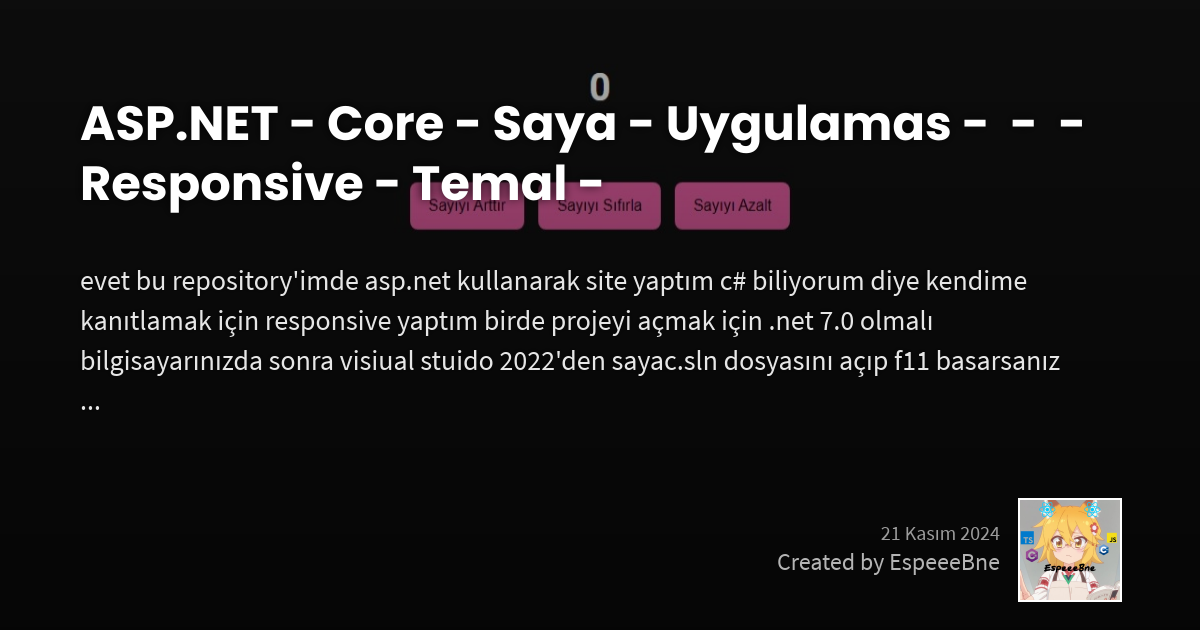 0
ASP.NET - Core - Saya - Uygulamas - - -
Responsive - Temal -
Sayıyı Arttır Sayıyı Sıfırla Sayıyı Azalt
evet bu repository'imde asp.net kullanarak site yaptım c# biliyorum diye kendime
kanıtlamak için responsive yaptım birde projeyi açmak için .net 7.0 olmalı
bilgisayarınızda sonra visiual stuido 2022'den sayac.sln dosyasını açıp f11 basarsanız
...
21 Kasım 2024
Created by EspeeeBne
TS
JS
C
C
EspeeeBne